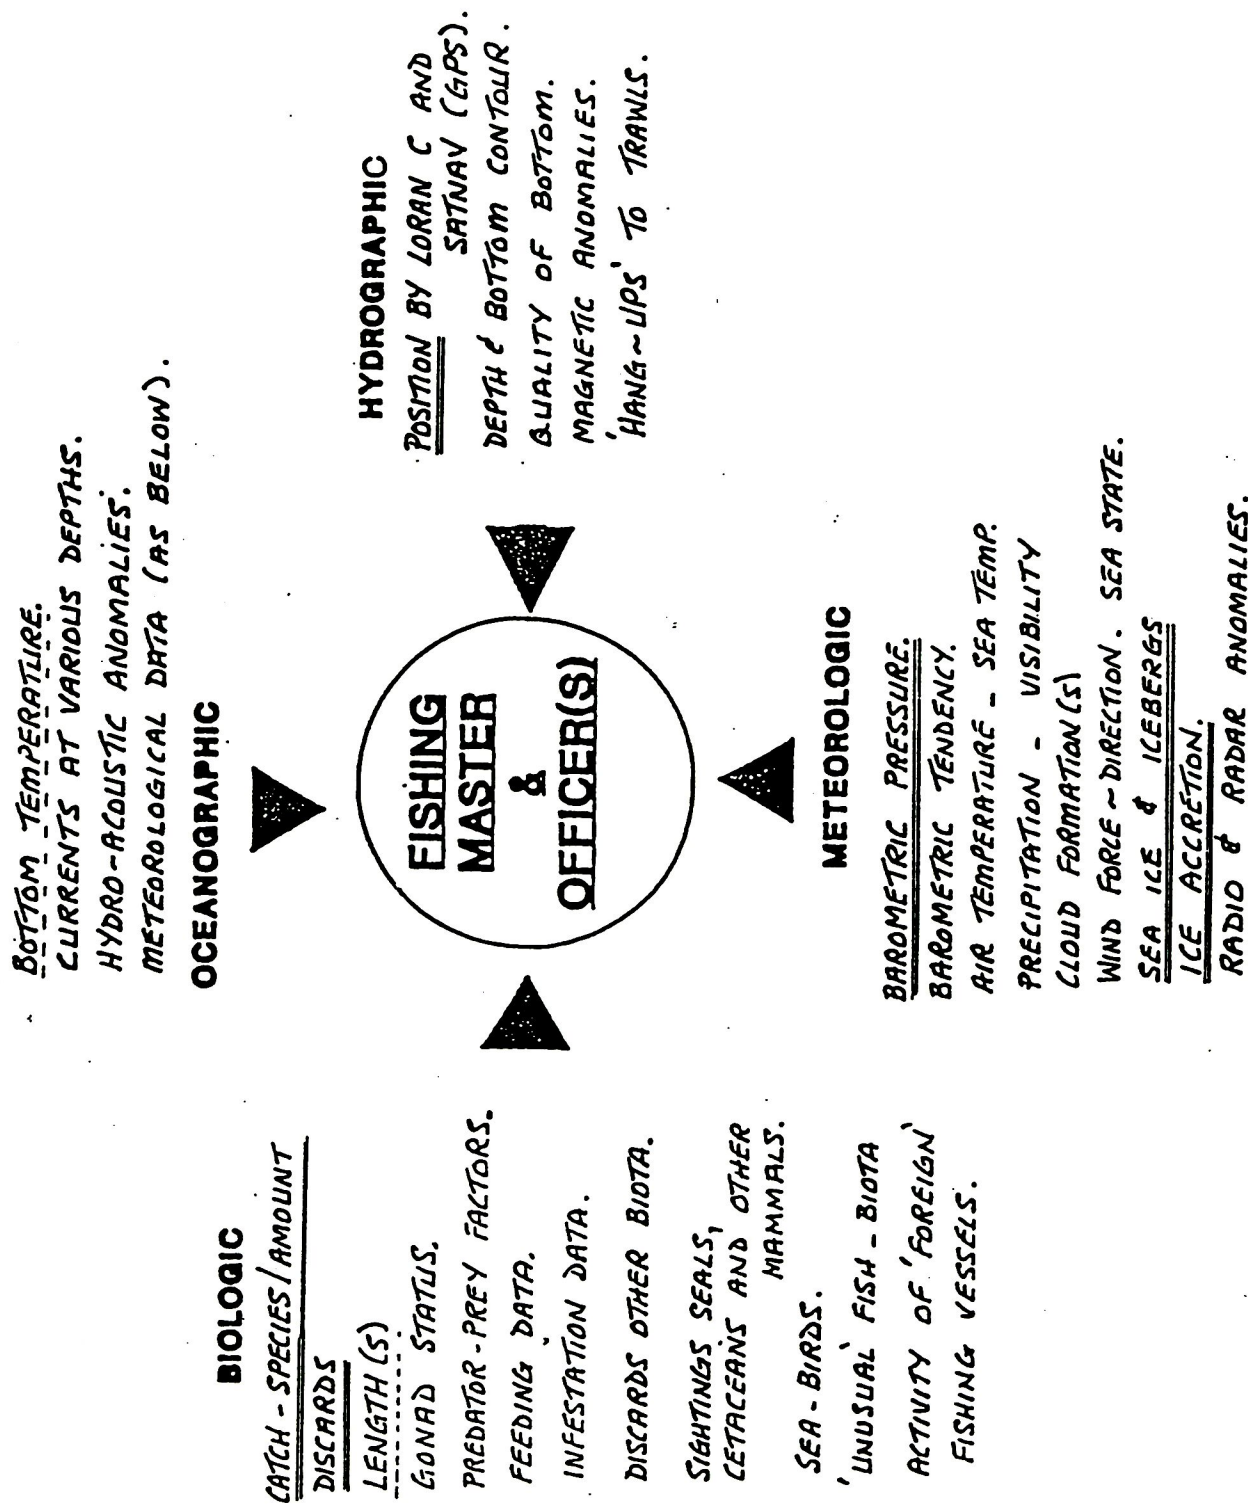 BOTTOM TEMPERATURE.
CURRENTS AT VARIOUS DEPTHS.
HYDRO-ACOUSTIC ANOMALIES.
METEOROLOGICAL DATA (AS BELOW).
OCEANOGRAPHIC
BIOLOGIC
CATCH - SPECIES/AMOUNT
DISCARDS
LENGTH(S)
GONAD STATUS.
PREDATOR-PREY FACTORS.
FEEDING DATA.
INFESTATION DATA.
DISCARDS OTHER BIOTA.
SIGHTINGS SEALS,
CETACEANS AND OTHER
MAMMALS.
SEA-BIRDS.
'UNUSUAL' FISH - BIOTA
ACTIVITY OF 'FOREIGN'
FISHING VESSELS.
FISHING
MASTER
&
OFFICER(S)
HYDROGRAPHIC
POSITION BY LORAN C AND
SATNAV (GPS).
DEPTH & BOTTOM CONTOUR.
QUALITY OF BOTTOM.
MAGNETIC ANOMALIES.
'HANG~UPS' TO TRAWLS.
METEOROLOGIC
BAROMETRIC PRESSURE.
BAROMETRIC TENDENCY.
AIR TEMPERATURE - SEA TEMP.
PRECIPITATION - VISIBILITY
CLOUD FORMATION(S)
WIND FORCE~DIRECTION. SEA STATE.
SEA ICE & ICEBERGS
ICE ACCRETION.
RADIO & RADAR ANOMALIES.